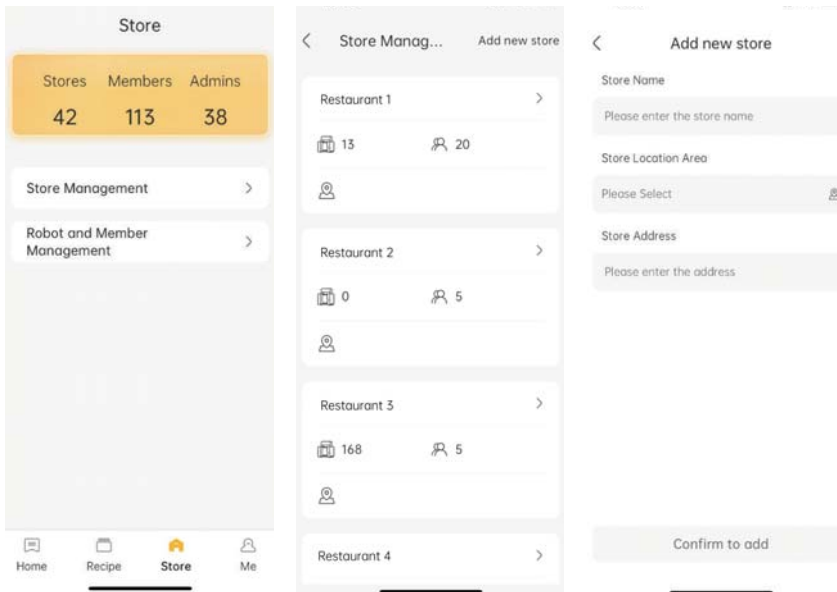 Store
Stores Members Admins
42 113 38
Store Management
Robot and Member
Management
Home Recipe Store Me
Store Manag... Add new store
Restaurant 1
13 20
Restaurant 2
0 5
Restaurant 3
168 5
Restaurant 4
Add new store
Store Name
Please enter the store name
Store Location Area
Please Select
Store Address
Please enter the address
Confirm to add